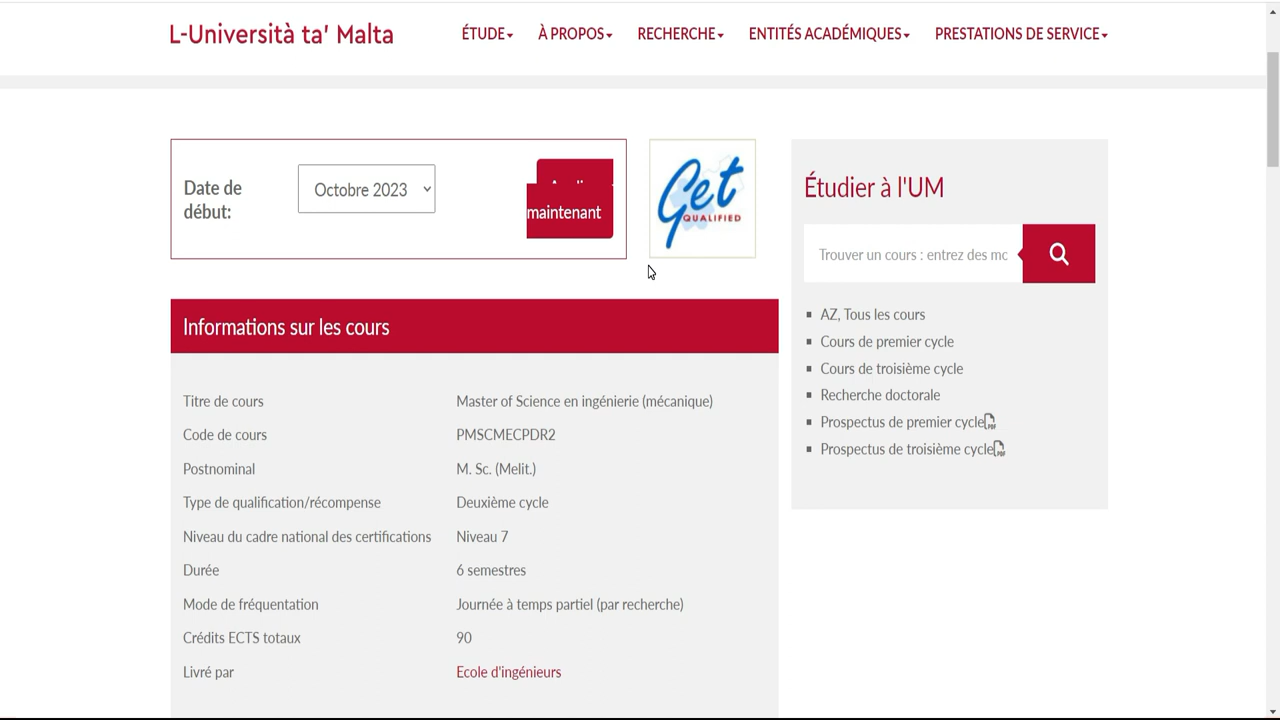 L-Università ta' Malta
ÉTUDE
À PROPOS
RECHERCHE
ENTITÉS ACADÉMIQUES
PRESTATIONS DE SERVICE
Date de
début:
Octobre 2023
maintenant
Get
QUALIFIED
Étudier à l'UM
Trouver un cours : entrez des mc
AZ, Tous les cours
Cours de premier cycle
Cours de troisième cycle
Recherche doctorale
Prospectus de premier cycle
Prospectus de troisième cycle
Informations sur les cours
Titre de cours Master of Science en ingénierie (mécanique)
Code de cours PMSCMECPDR2
Postnominal M. Sc. (Melit.)
Type de qualification/récompense Deuxième cycle
Niveau du cadre national des certifications Niveau 7
Durée 6 semestres
Mode de fréquentation Journée à temps partiel (par recherche)
Crédits ECTS totaux 90
Livré par Ecole d'ingénieurs